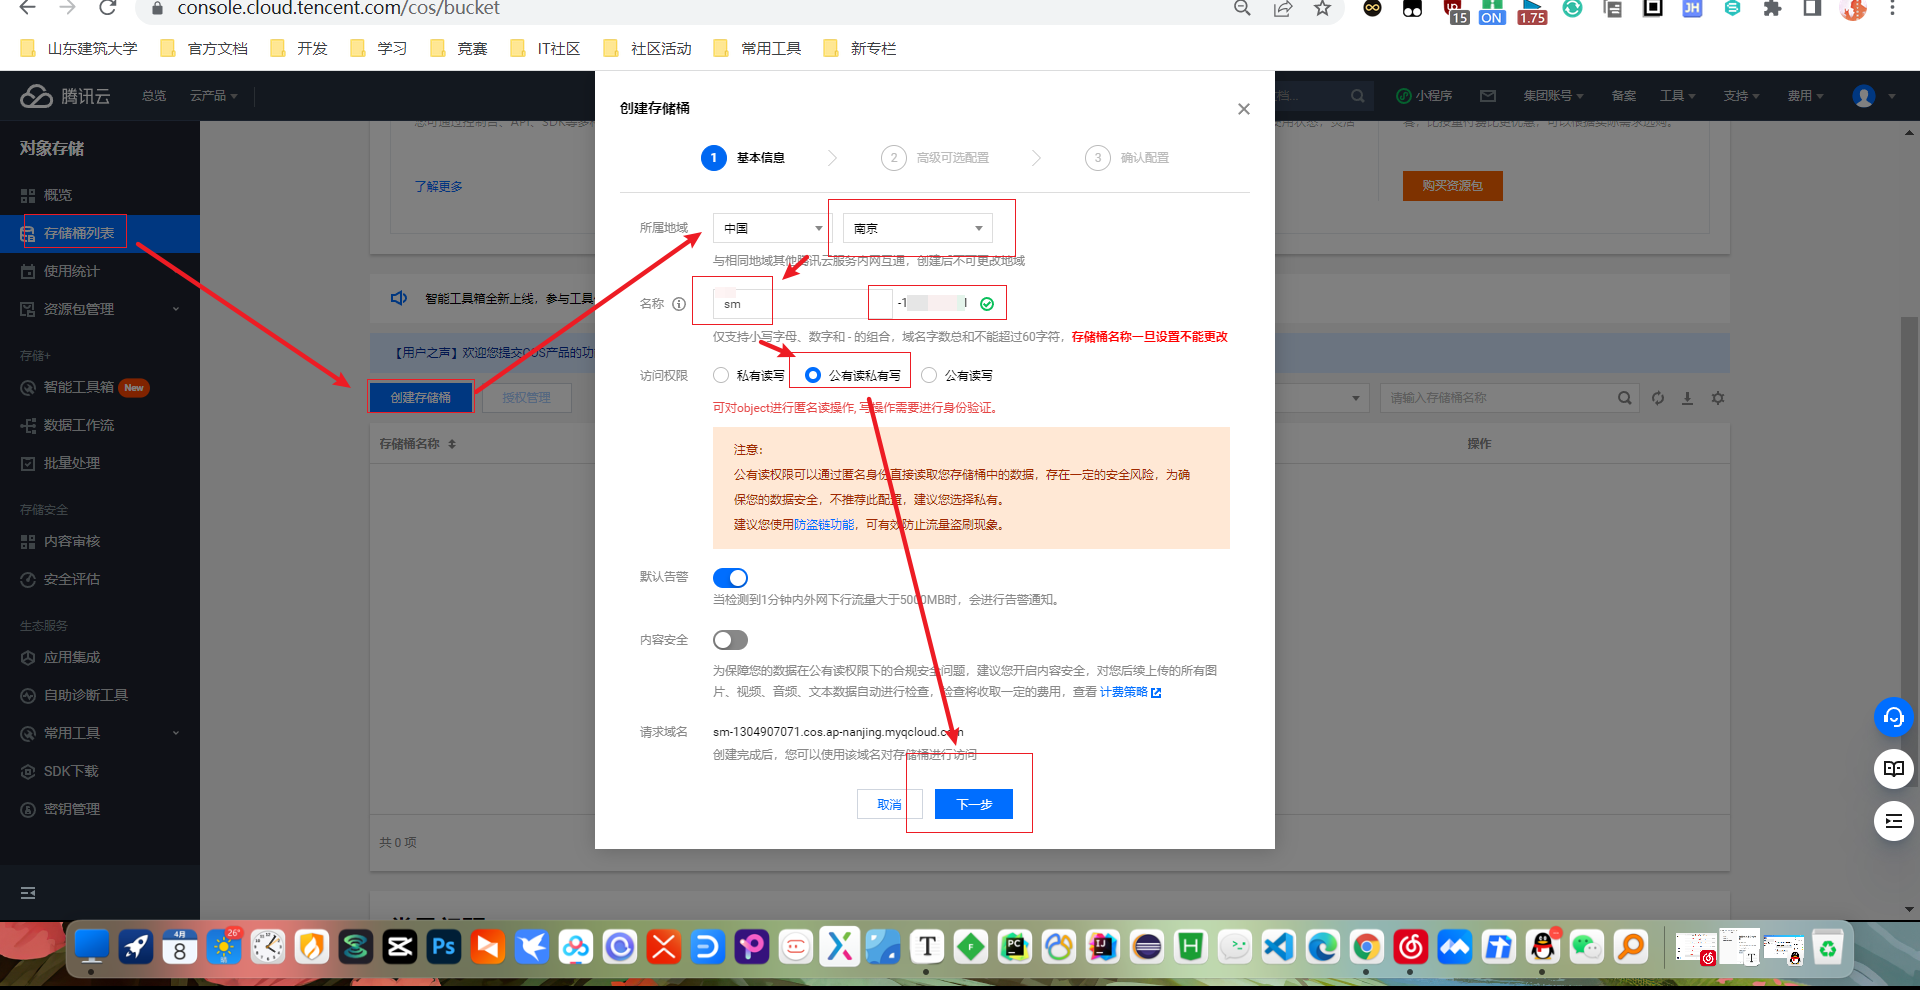 console.cloud.tencent.com/cos/bucket
15
ON
1.75
JH
山东建筑大学
官方文档
开发
学习
竞赛
IT社区
社区活动
常用工具
新专栏
腾讯云
总览
云产品
小程序
集团账号
备案
工具
支持
费用
对象存储
概览
存储桶列表
使用统计
资源包管理
存储+
智能工具箱
New
数据工作流
批量处理
存储安全
内容审核
安全评估
生态服务
应用集成
自助诊断工具
常用工具
SDK下载
密钥管理
您可通过控制台、API、SDK等多
了解更多
购买资源包
智能工具箱全新上线，参与工具
【用户之声】欢迎您提交COS产品的功
创建存储桶
授权管理
请输入存储桶名称
存储桶名称
操作
共 0 项
创建存储桶
1 基本信息
2 高级可选配置
3 确认配置
所属地域
中国
南京
与相同地域其他腾讯云服务内网互通，创建后不可更改地域
名称
sm
-1
仅支持小写字母、数字和 - 的组合，域名字数总和不能超过60字符，存储桶名称一旦设置不能更改
访问权限
私有读写
公有读私有写
公有读写
可对object进行匿名读操作, 写操作需要进行身份验证。
注意：
公有读权限可以通过匿名身份直接读取您存储桶中的数据，存在一定的安全风险，为确
保您的数据安全，不推荐此配置，建议您选择私有。
建议您使用防盗链功能，可有效防止流量盗刷现象。
默认告警
当检测到1分钟内外网下行流量大于5000MB时，会进行告警通知。
内容安全
为保障您的数据在公有读权限下的合规安全问题，建议您开启内容安全，对您后续上传的所有图
片、视频、音频、文本数据自动进行检查，检查将收取一定的费用，查看 计费策略
请求域名
sm-1304907071.cos.ap-nanjing.myqcloud.com
创建完成后，您可以使用该域名对存储桶进行访问
取消
下一步
4月
8
26°
Ps
T
F
PC
IJ
H
T